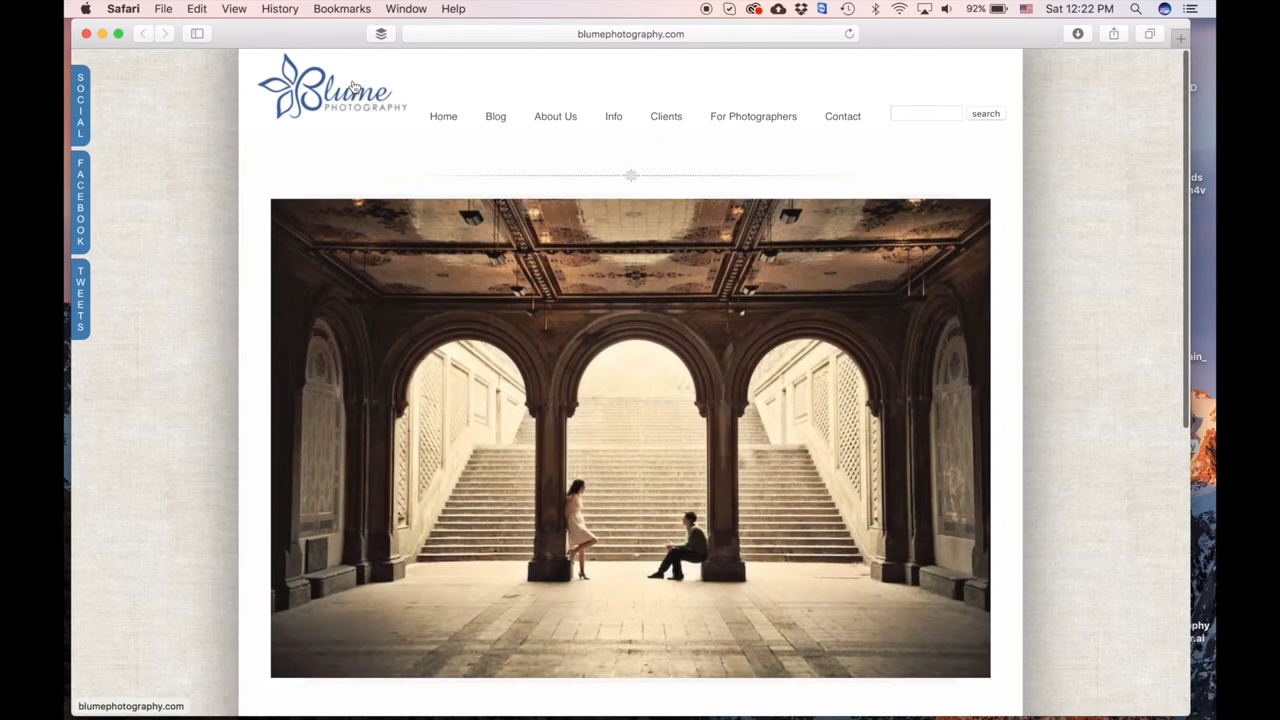 Safari File Edit View History Bookmarks Window Help 92% Sat 12:22 PM
blumephotography.com
SOCIAL
FACEBOOK
TWEETS
Blume
PHOTOGRAPHY
Home Blog About Us Info Clients For Photographers Contact search
blumephotography.com